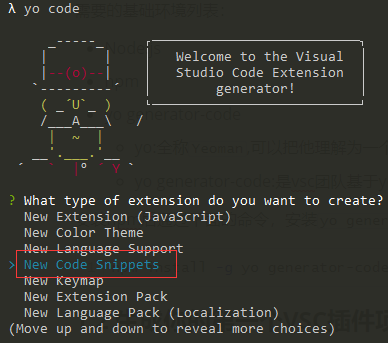 λ yo code
Welcome to the Visual
Studio Code Extension
generator!
? What type of extension do you want to create?
New Extension (JavaScript)
New Color Theme
New Language Support
> New Code Snippets
New Keymap
New Extension Pack
New Language Pack (Localization)
(Move up and down to reveal more choices)